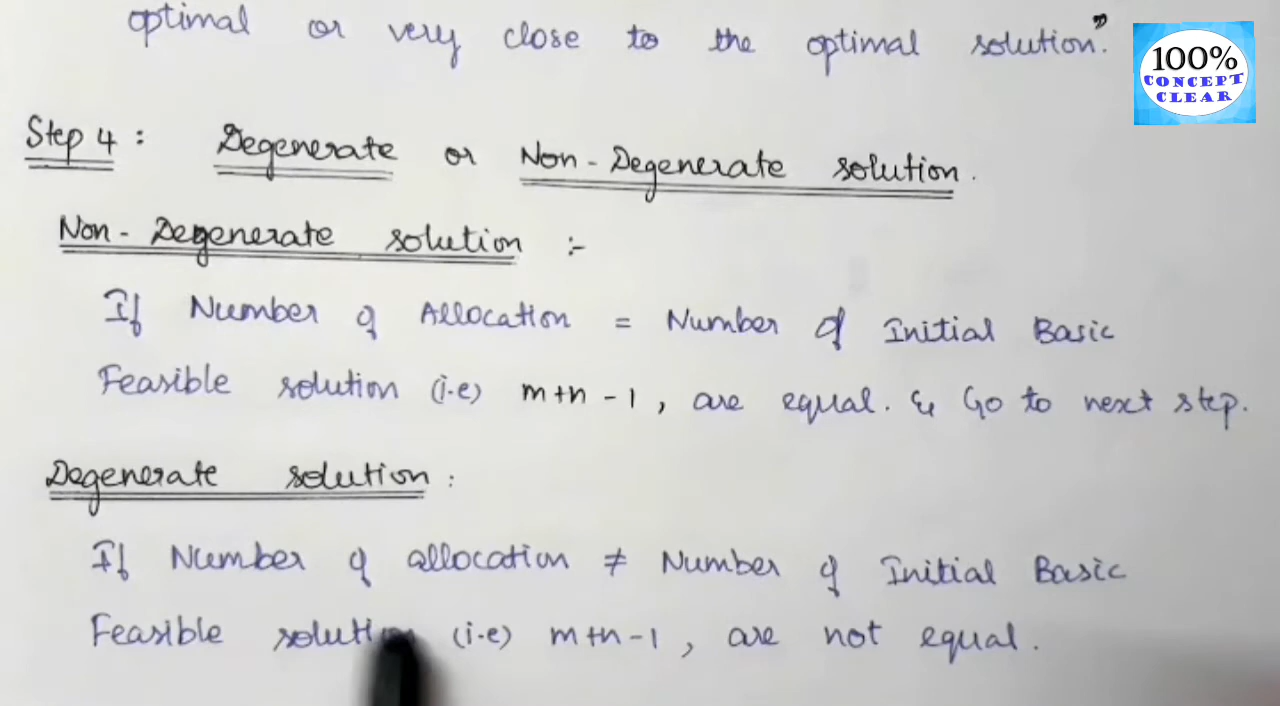 optimal or very close to the optimal solution."
100%
CONCEPT
CLEAR
Step 4 : Degenerate or Non-Degenerate solution.
Non-Degenerate solution :-
If Number of Allocation = Number of Initial Basic
Feasible solution (i.e) m+n-1, are equal. & Go to next step.
Degenerate solution :
If Number of allocation ≠ Number of Initial Basic
Feasible solution (i-e) m+n-1, are not equal.